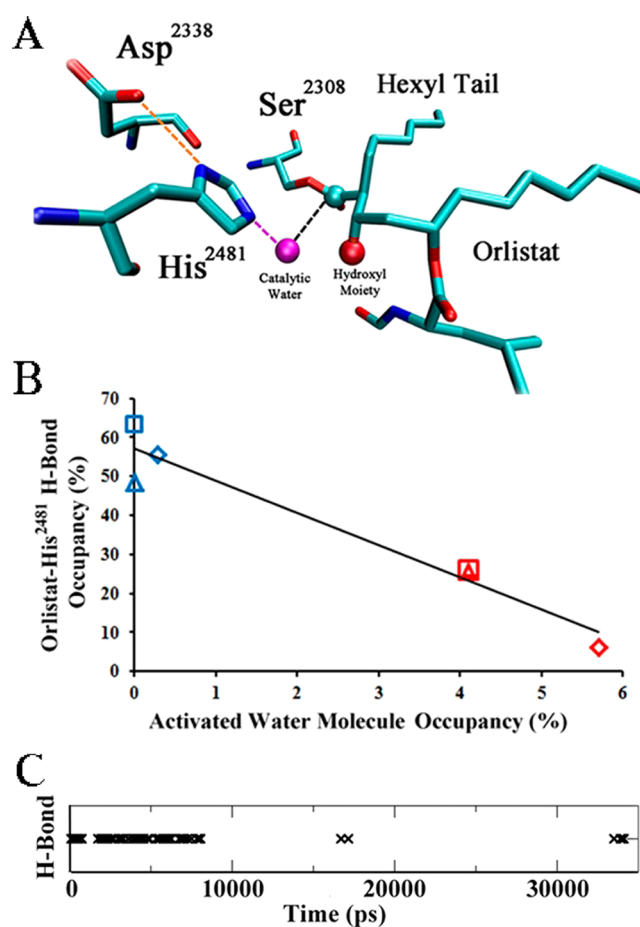 A
Asp2338
Ser2308
Hexyl Tail
His2481
Catalytic
Water
Hydroxyl
Moiety
Orlistat
B
Orlistat-His2481 H-Bond
Occupancy (%)
70
60
50
40
30
20
10
0
0 1 2 3 4 5 6
Activated Water Molecule Occupancy (%)
C
H-Bond
0 10000 20000 30000
Time (ps)